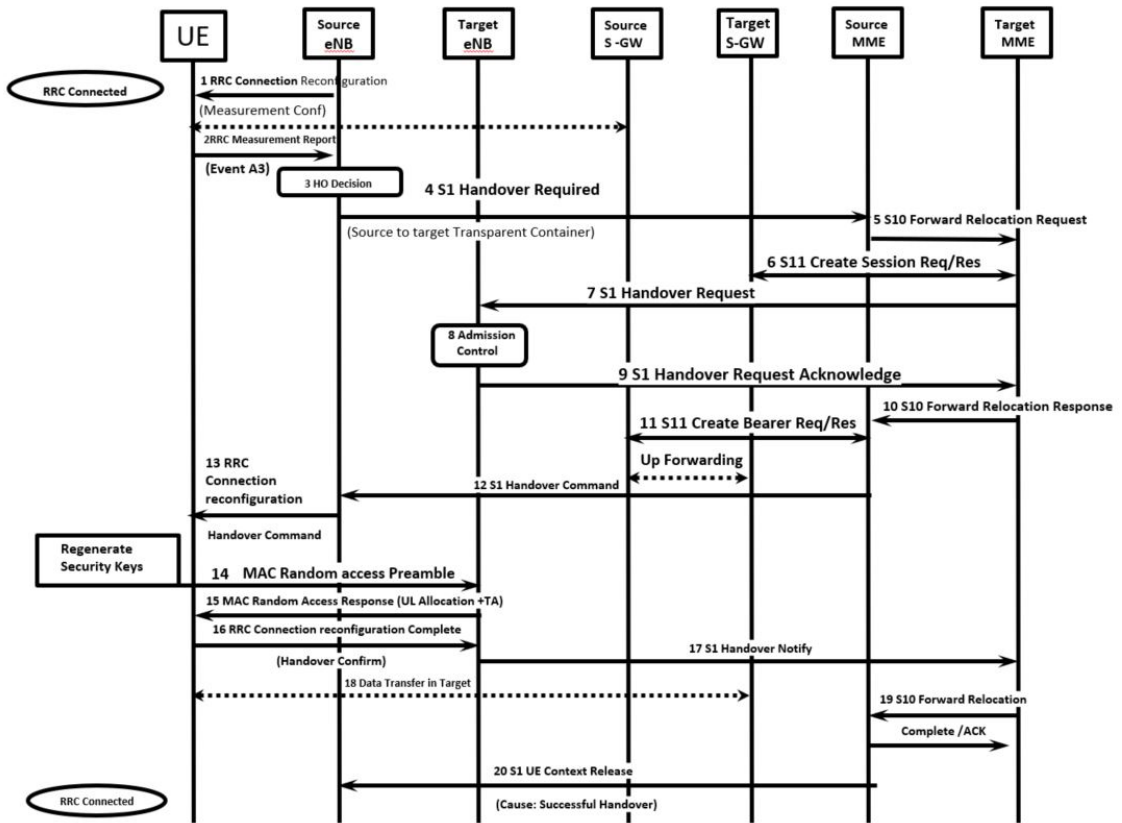 UE
Source
eNB
Target
eNB
Source
S -GW
Target
S-GW
Source
MME
Target
MME
RRC Connected
1 RRC Connection Reconfiguration
(Measurement Conf)
2RRC Measurement Report
(Event A3)
3 HO Decision
4 S1 Handover Required
(Source to target Transparent Container)
5 S10 Forward Relocation Request
6 S11 Create Session Req/Res
7 S1 Handover Request
8 Admission
Control
9 S1 Handover Request Acknowledge
10 S10 Forward Relocation Response
11 S11 Create Bearer Req/Res
Up Forwarding
12 S1 Handover Command
13 RRC
Connection
reconfiguration
Handover Command
Regenerate
Security Keys
14 MAC Random access Preamble
15 MAC Random Access Response (UL Allocation +TA)
16 RRC Connection reconfiguration Complete
(Handover Confirm)
17 S1 Handover Notify
18 Data Transfer in Target
19 S10 Forward Relocation
Complete /ACK
20 S1 UE Context Release
(Cause: Successful Handover)
RRC Connected